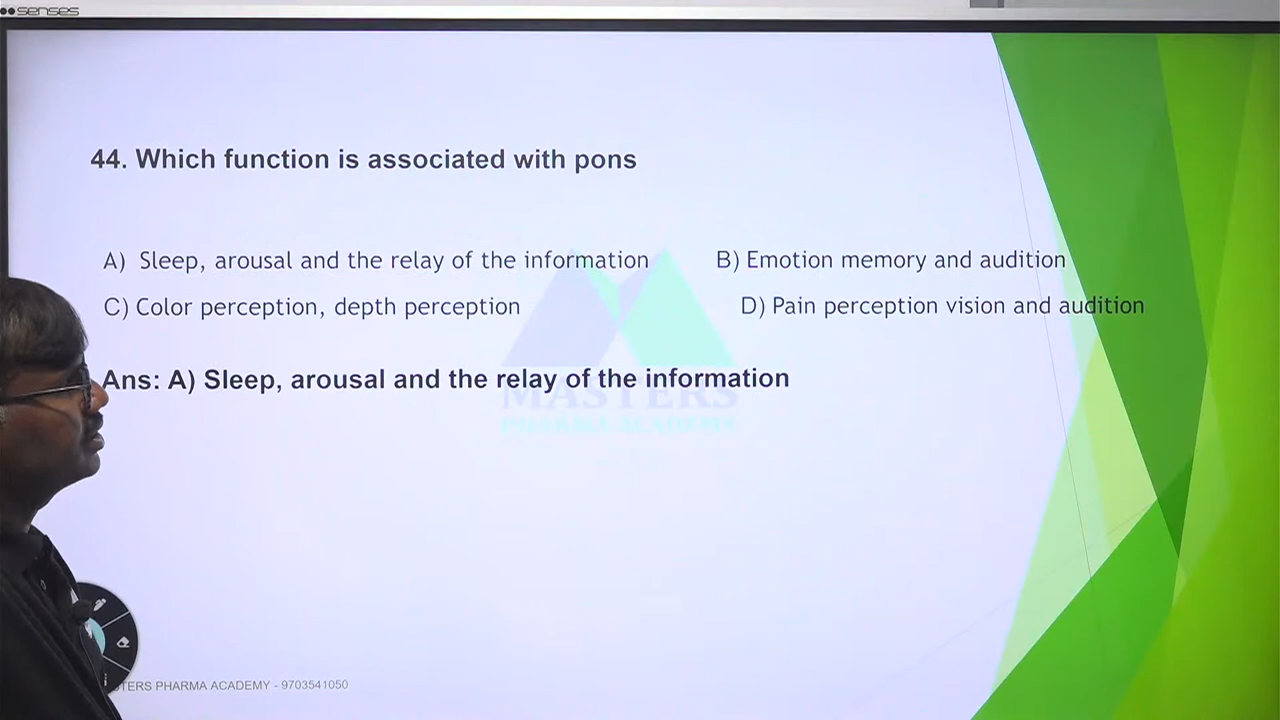 senses
44. Which function is associated with pons
A) Sleep, arousal and the relay of the information B) Emotion memory and audition
C) Color perception, depth perception D) Pain perception vision and audition
Ans: A) Sleep, arousal and the relay of the information
MASTERS
PHARMA ACADEMY
TERS PHARMA ACADEMY - 9703541050